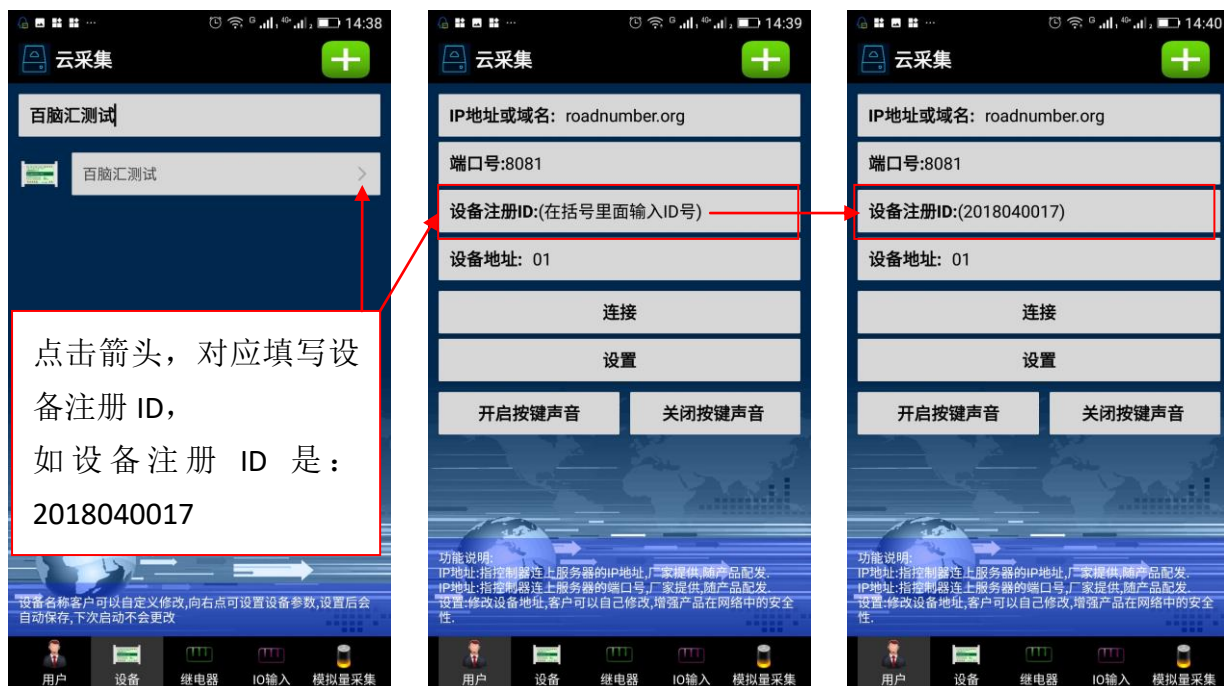 14:38
云采集
百脑汇测试
百脑汇测试
点击箭头，对应填写设
备注册 ID，
如设备注册 ID 是：
2018040017
设备名称客户可以自定义修改,向右点可设置设备参数,设置后会
自动保存,下次启动不会更改
用户 设备 继电器 IO输入 模拟量采集
14:39
云采集
IP地址或域名: roadnumber.org
端口号:8081
设备注册ID:(在括号里面输入ID号)
设备地址: 01
连接
设置
开启按键声音 关闭按键声音
功能说明:
IP地址:指控制器连上服务器的IP地址,厂家提供,随产品配发.
IP地址:指控制器连上服务器的端口号,厂家提供,随产品配发.
设置:修改设备地址,客户可以自己修改,增强产品在网络中的安全
性.
用户 设备 继电器 IO输入 模拟量采集
14:40
云采集
IP地址或域名: roadnumber.org
端口号:8081
设备注册ID:(2018040017)
设备地址: 01
连接
设置
开启按键声音 关闭按键声音
功能说明:
IP地址:指控制器连上服务器的IP地址,厂家提供,随产品配发.
IP地址:指控制器连上服务器的端口号,厂家提供,随产品配发.
设置:修改设备地址,客户可以自己修改,增强产品在网络中的安全
性.
用户 设备 继电器 IO输入 模拟量采集